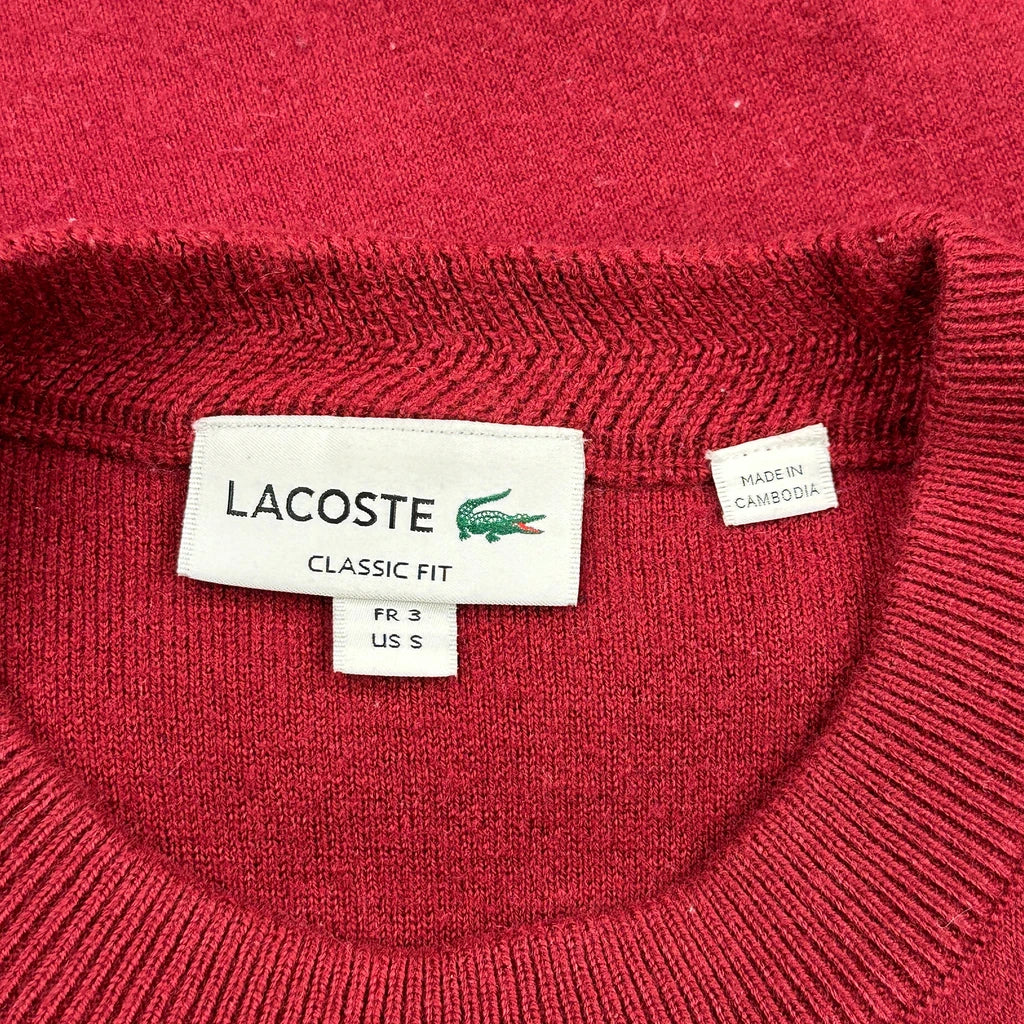 LACOSTE
CLASSIC FIT
FR 3
US S
MADE IN
CAMBODIA